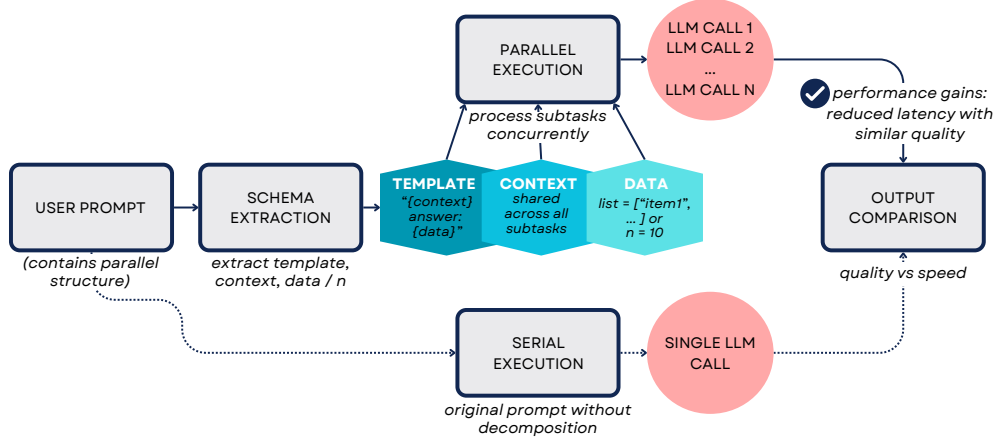 USER PROMPT
(contains parallel
structure)
SCHEMA
EXTRACTION
extract template,
context, data / n
TEMPLATE
“{context}
answer:
{data}”
CONTEXT
shared
across all
subtasks
DATA
list = [“item1”,
... ] or
n = 10
PARALLEL
EXECUTION
process subtasks
concurrently
LLM CALL 1
LLM CALL 2
...
LLM CALL N
performance gains:
reduced latency with
similar quality
SERIAL
EXECUTION
original prompt without
decomposition
SINGLE LLM
CALL
OUTPUT
COMPARISON
quality vs speed